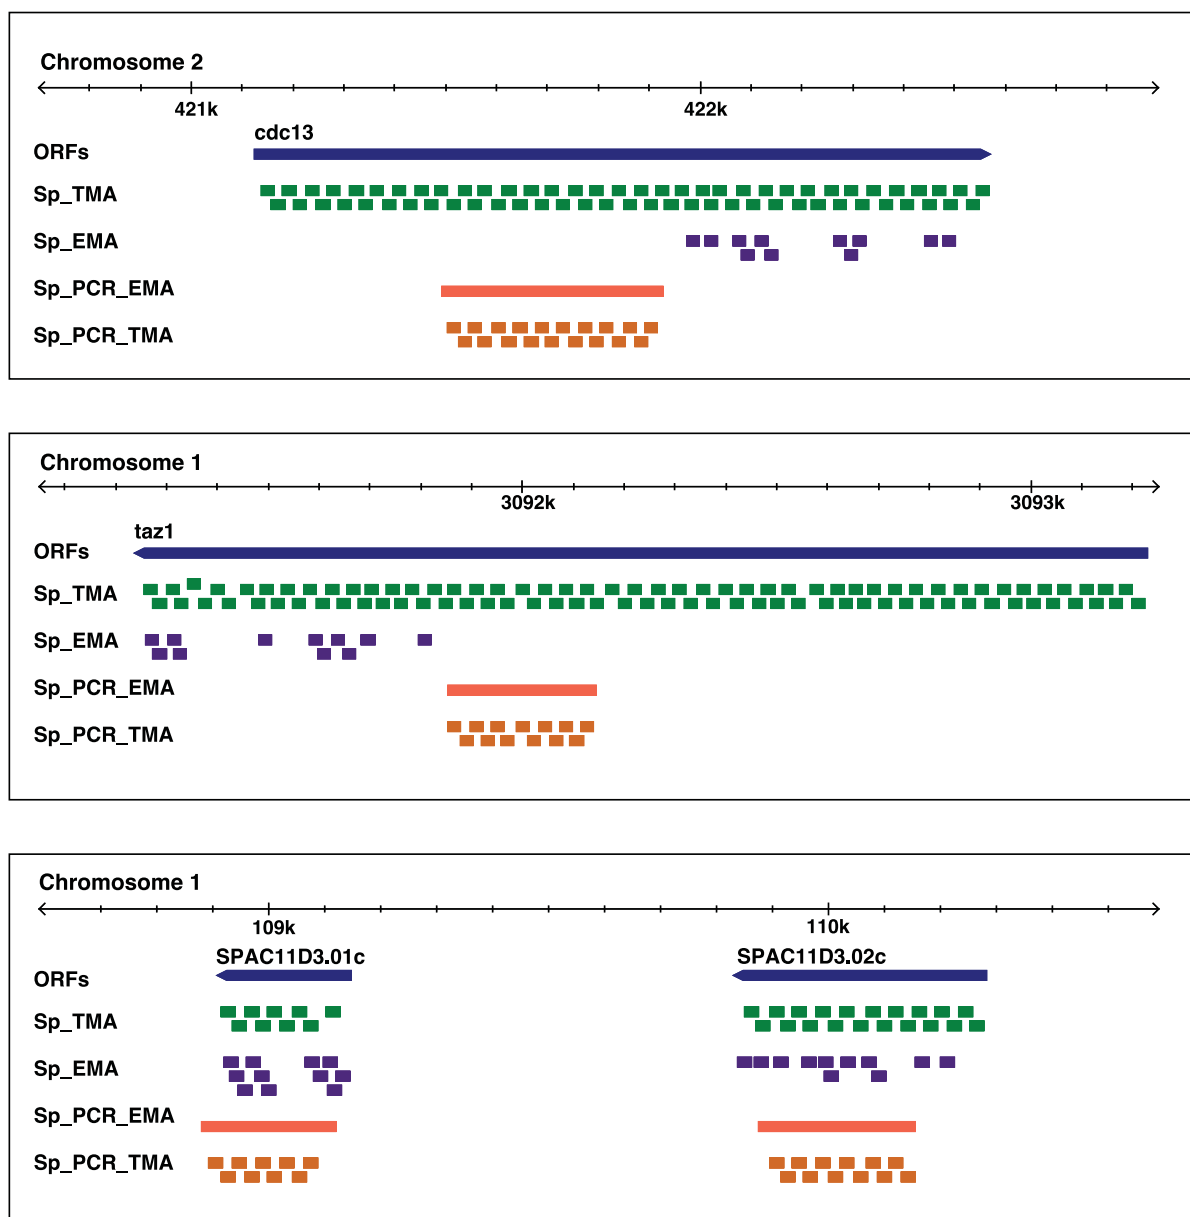 Chromosome 2
421k 422k
cdc13
ORFs
Sp_TMA
Sp_EMA
Sp_PCR_EMA
Sp_PCR_TMA
Chromosome 1
3092k 3093k
taz1
ORFs
Sp_TMA
Sp_EMA
Sp_PCR_EMA
Sp_PCR_TMA
Chromosome 1
109k 110k
SPAC11D3.01c SPAC11D3.02c
ORFs
Sp_TMA
Sp_EMA
Sp_PCR_EMA
Sp_PCR_TMA